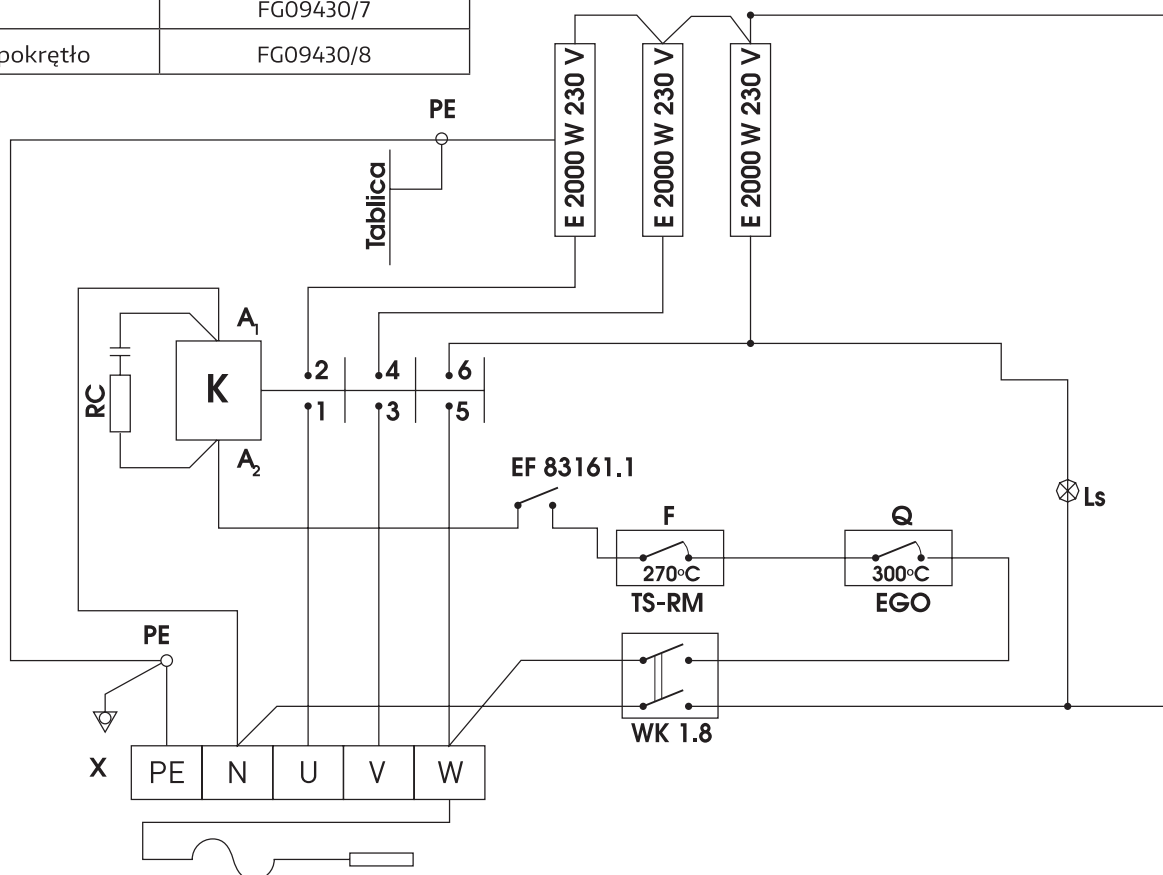 FG09430/7
pokrętło FG09430/8
PE
E 2000 W 230 V
E 2000 W 230 V
E 2000 W 230 V
Tablica
A1
K
RC
A2
2 4 6
1 3 5
EF 83161.1
Ls
F
270°C
TS-RM
Q
300°C
EGO
PE
WK 1.8
X PE N U V W